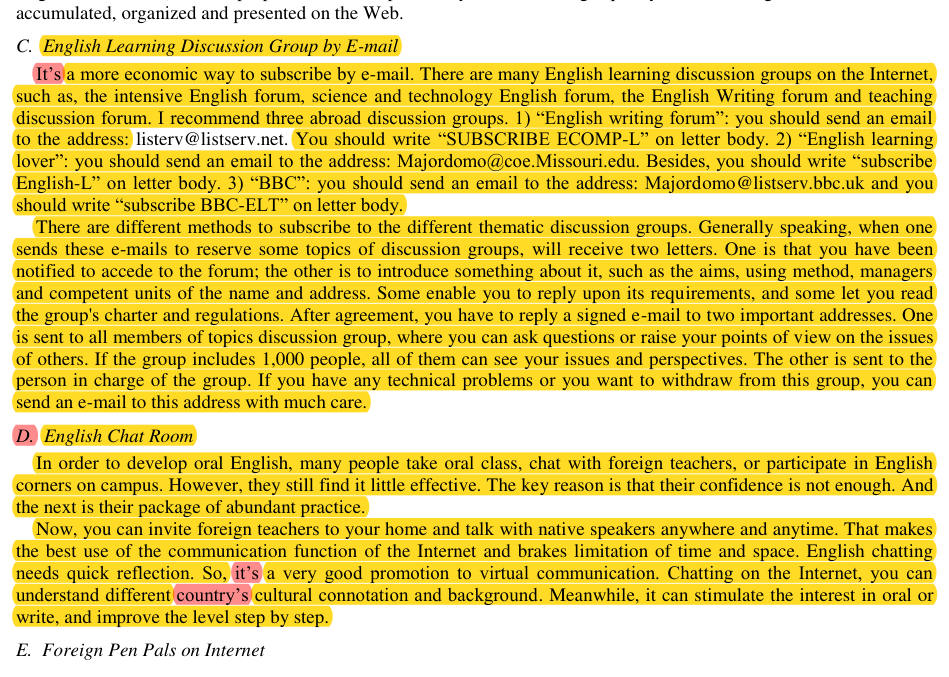 accumulated, organized and presented on the Web.
C. English Learning Discussion Group by E-mail
It's a more economic way to subscribe by e-mail. There are many English learning discussion groups on the Internet,
such as, the intensive English forum, science and technology English forum, the English Writing forum and teaching
discussion forum. I recommend three abroad discussion groups. 1) “English writing forum”: you should send an email
to the address: listerv@listserv.net. You should write “SUBSCRIBE ECOMP-L” on letter body. 2) “English learning
lover”: you should send an email to the address: Majordomo@coe.Missouri.edu. Besides, you should write “subscribe
English-L” on letter body. 3) “BBC”: you should send an email to the address: Majordomo@listserv.bbc.uk and you
should write “subscribe BBC-ELT” on letter body.
There are different methods to subscribe to the different thematic discussion groups. Generally speaking, when one
sends these e-mails to reserve some topics of discussion groups, will receive two letters. One is that you have been
notified to accede to the forum; the other is to introduce something about it, such as the aims, using method, managers
and competent units of the name and address. Some enable you to reply upon its requirements, and some let you read
the group's charter and regulations. After agreement, you have to reply a signed e-mail to two important addresses. One
is sent to all members of topics discussion group, where you can ask questions or raise your points of view on the issues
of others. If the group includes 1,000 people, all of them can see your issues and perspectives. The other is sent to the
person in charge of the group. If you have any technical problems or you want to withdraw from this group, you can
send an e-mail to this address with much care.
D. English Chat Room
In order to develop oral English, many people take oral class, chat with foreign teachers, or participate in English
corners on campus. However, they still find it little effective. The key reason is that their confidence is not enough. And
the next is their package of abundant practice.
Now, you can invite foreign teachers to your home and talk with native speakers anywhere and anytime. That makes
the best use of the communication function of the Internet and brakes limitation of time and space. English chatting
needs quick reflection. So, it's a very good promotion to virtual communication. Chatting on the Internet, you can
understand different country's cultural connotation and background. Meanwhile, it can stimulate the interest in oral or
write, and improve the level step by step.
E. Foreign Pen Pals on Internet